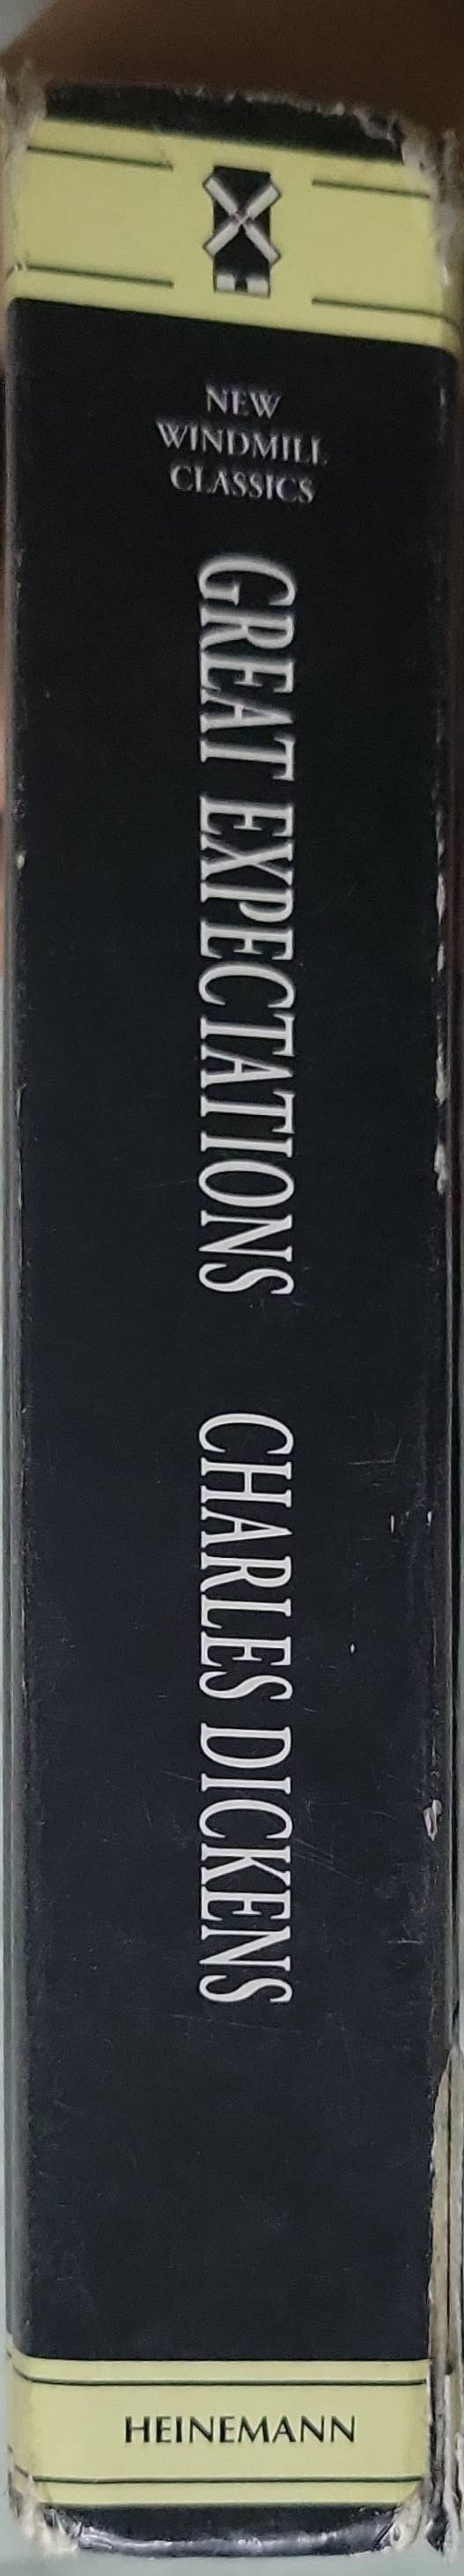 NEW
WINDMILL
CLASSICS
GREAT EXPECTATIONS CHARLES DICKENS
HEINEMANN